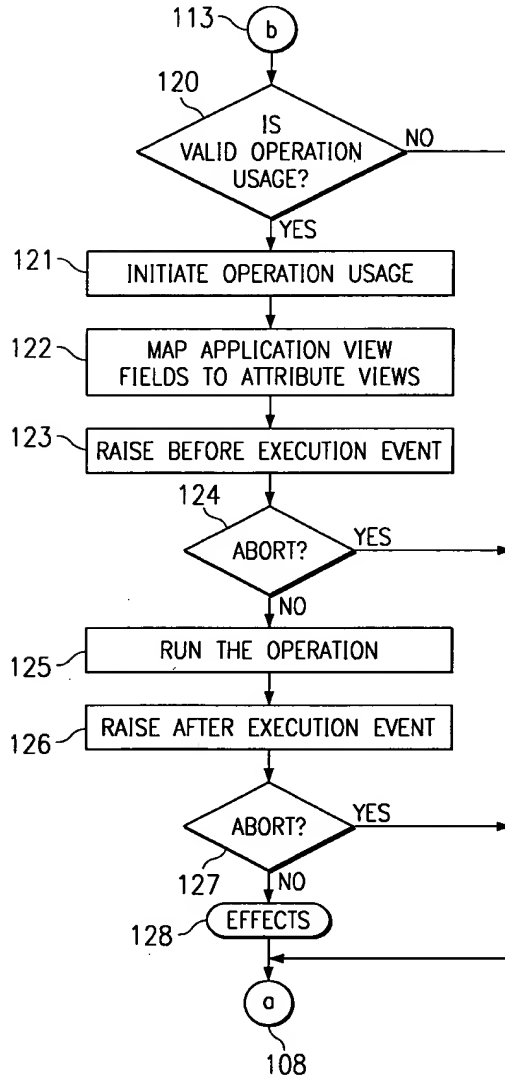 113
b
120
IS
VALID OPERATION
USAGE?
NO
YES
121
INITIATE OPERATION USAGE
122
MAP APPLICATION VIEW
FIELDS TO ATTRIBUTE VIEWS
123
RAISE BEFORE EXECUTION EVENT
124
ABORT?
YES
NO
125
RUN THE OPERATION
126
RAISE AFTER EXECUTION EVENT
ABORT?
YES
127
NO
128
EFFECTS
a
108